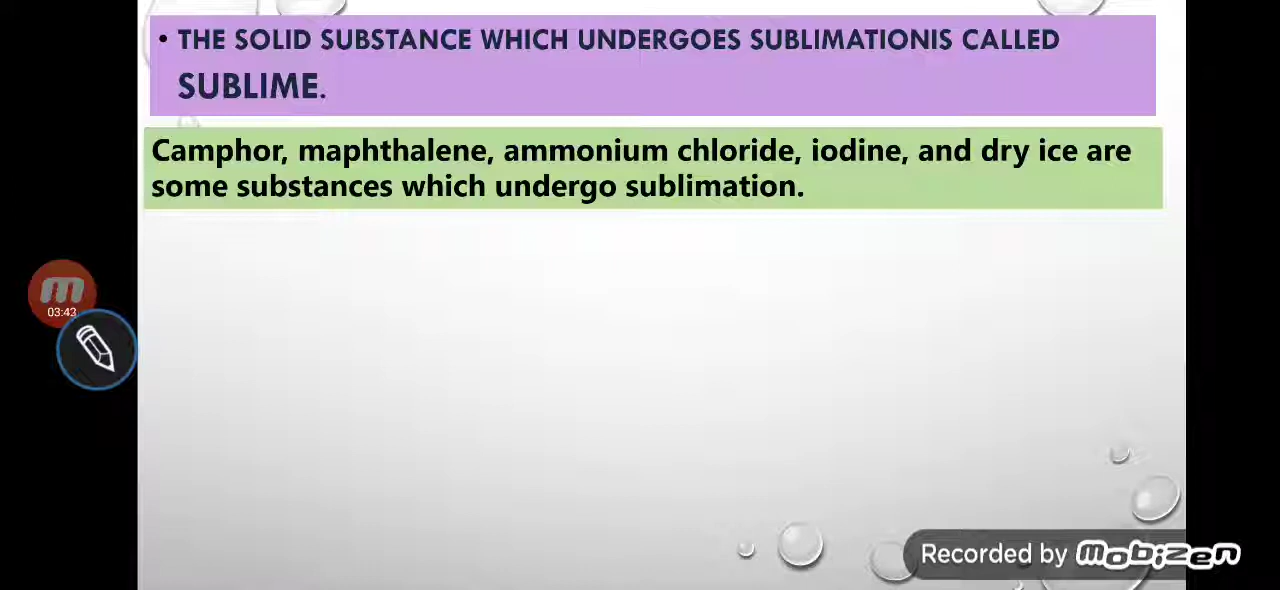 • THE SOLID SUBSTANCE WHICH UNDERGOES SUBLIMATIONIS CALLED
SUBLIME.
Camphor, maphthalene, ammonium chloride, iodine, and dry ice are
some substances which undergo sublimation.
m
03:43
Recorded by mobizen